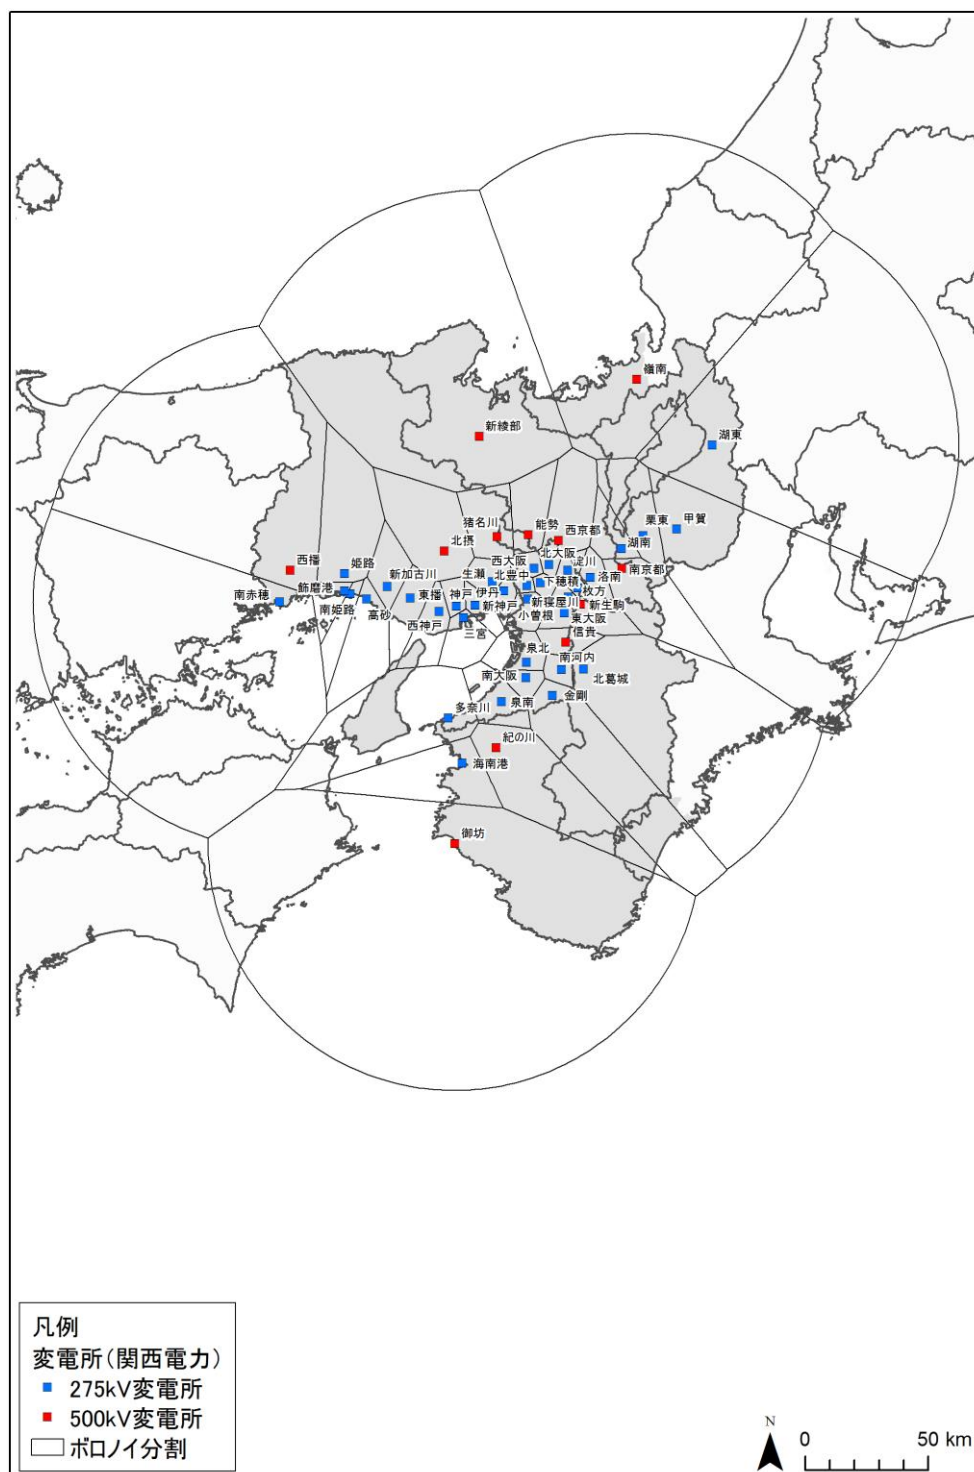 嶺南
新綾部
湖東
猪名川
能勢
西京都
栗東
甲賀
北摂
西大阪
北大阪
淀川
湖南
西播
姫路
新加古川
生瀬
北豊中
下穂積
洛南
南京都
南赤穂
飾磨港
東播
神戸
伊丹
枚方
南姫路
高砂
西神戸
新神戸
小曽根
新寝屋川
新生駒
東大阪
三宮
信貴
泉北
南河内
南大阪
北葛城
多奈川
泉南
金剛
紀の川
海南港
御坊
凡例
変電所(関西電力)
275kV変電所
500kV変電所
ボロノイ分割
N
0 50 km